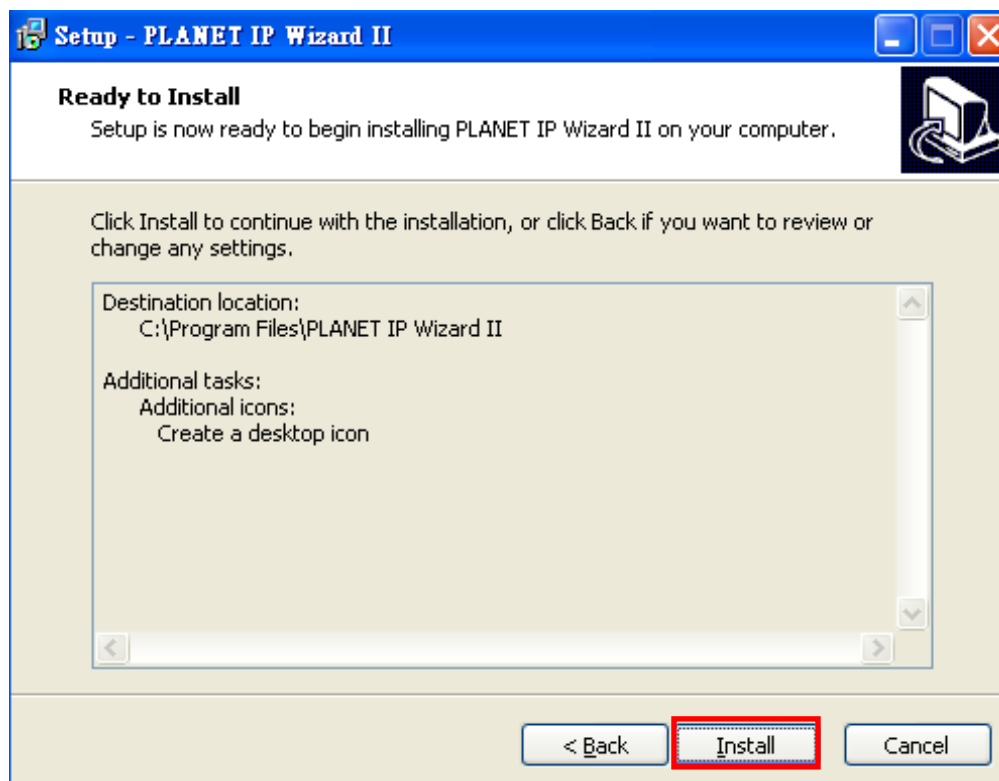 Setup - PLANET IP Wizard II
Ready to Install
Setup is now ready to begin installing PLANET IP Wizard II on your computer.
Click Install to continue with the installation, or click Back if you want to review or
change any settings.
Destination location:
C:\Program Files\PLANET IP Wizard II
Additional tasks:
Additional icons:
Create a desktop icon
< Back
Install
Cancel